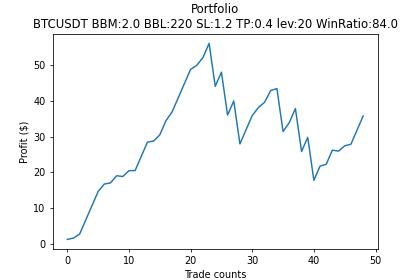 Portfolio
BTCUSDT BBM:2.0 BBL:220 SL:1.2 TP:0.4 lev:20 WinRatio:84.0
50
40
30
20
10
0
Profit ($)
0 10 20 30 40 50
Trade counts